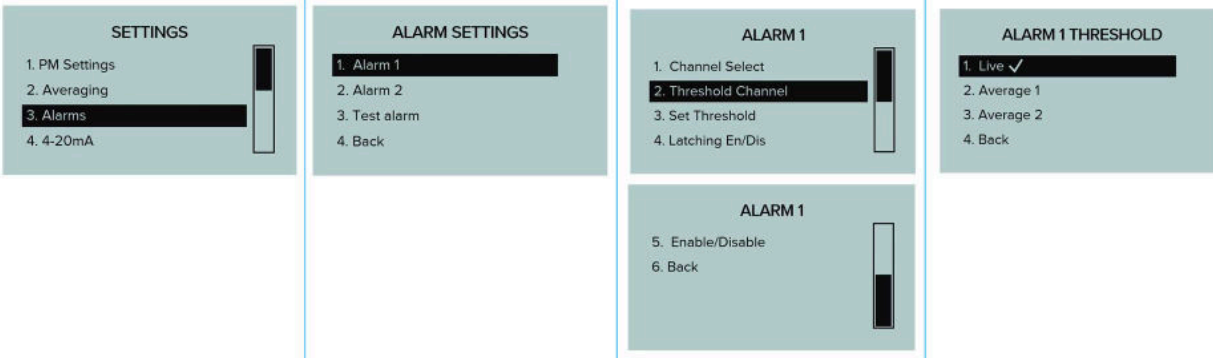 SETTINGS
1. PM Settings
2. Averaging
3. Alarms
4. 4-20mA
ALARM SETTINGS
1. Alarm 1
2. Alarm 2
3. Test alarm
4. Back
ALARM 1
1. Channel Select
2. Threshold Channel
3. Set Threshold
4. Latching En/Dis
ALARM 1
5. Enable/Disable
6. Back
ALARM 1 THRESHOLD
1. Live ✓
2. Average 1
3. Average 2
4. Back